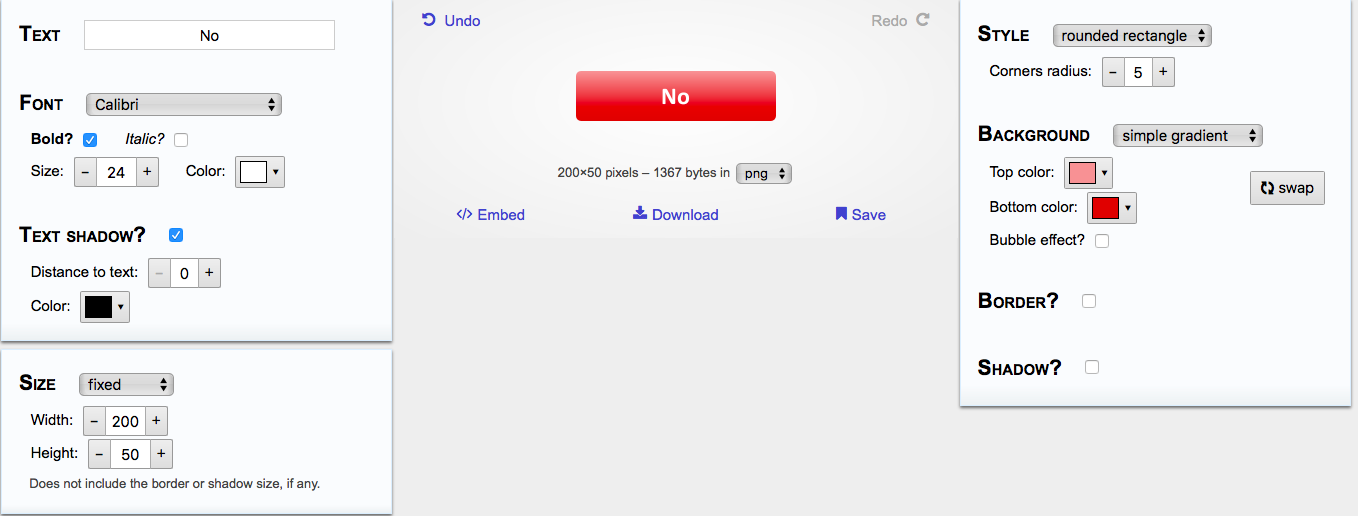 Text No
Font Calibri
Bold? Italic?
Size: - 24 + Color:
Text shadow?
Distance to text: - 0 +
Color:
Size fixed
Width: - 200 +
Height: - 50 +
Does not include the border or shadow size, if any.
Undo Redo
No
200×50 pixels – 1367 bytes in png
</> Embed Download Save
Style rounded rectangle
Corners radius: - 5 +
Background simple gradient
Top color:
swap
Bottom color:
Bubble effect?
Border?
Shadow?